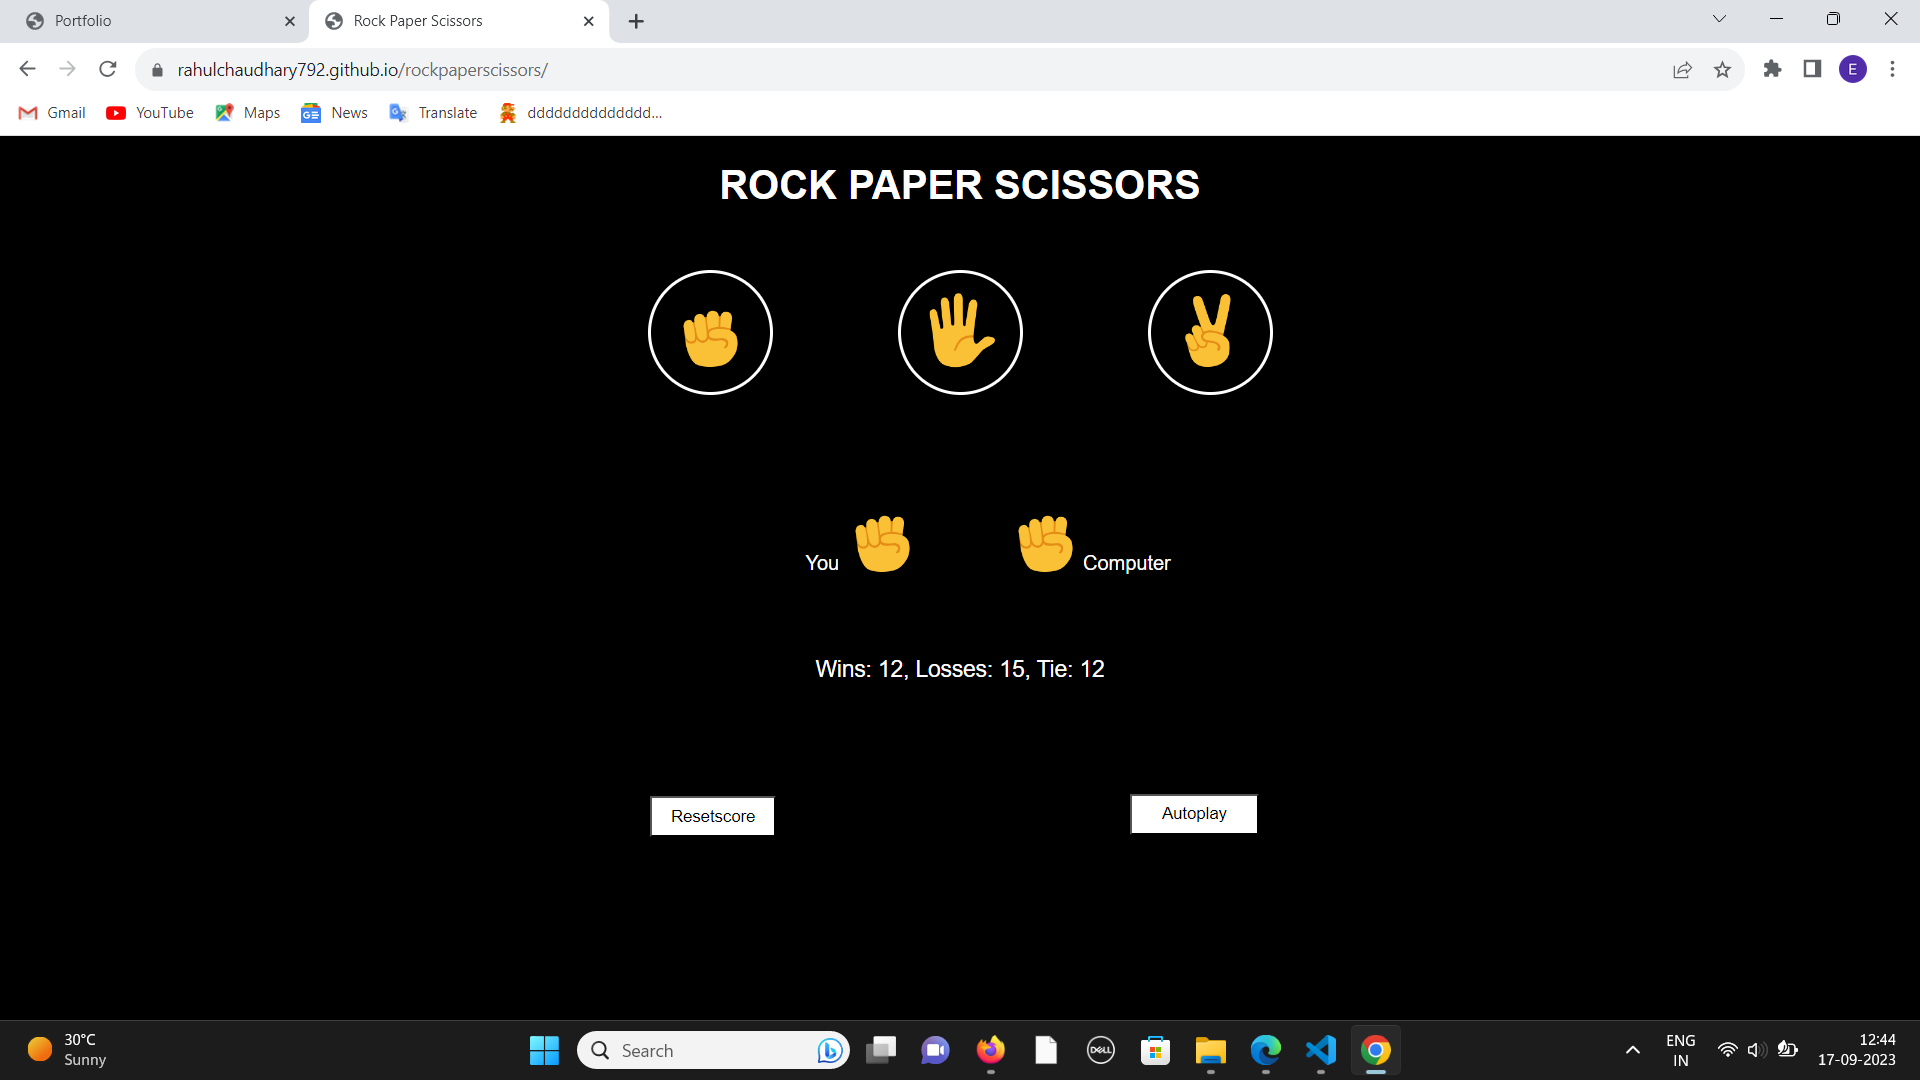 Portfolio
Rock Paper Scissors
rahulchaudhary792.github.io/rockpaperscissors/
E
Gmail
YouTube
Maps
News
Translate
dddddddddddddd...
ROCK PAPER SCISSORS
You
Computer
Wins: 12, Losses: 15, Tie: 12
Resetscore
Autoplay
30°C
Sunny
Search
DELL
ENG
IN
12:44
17-09-2023